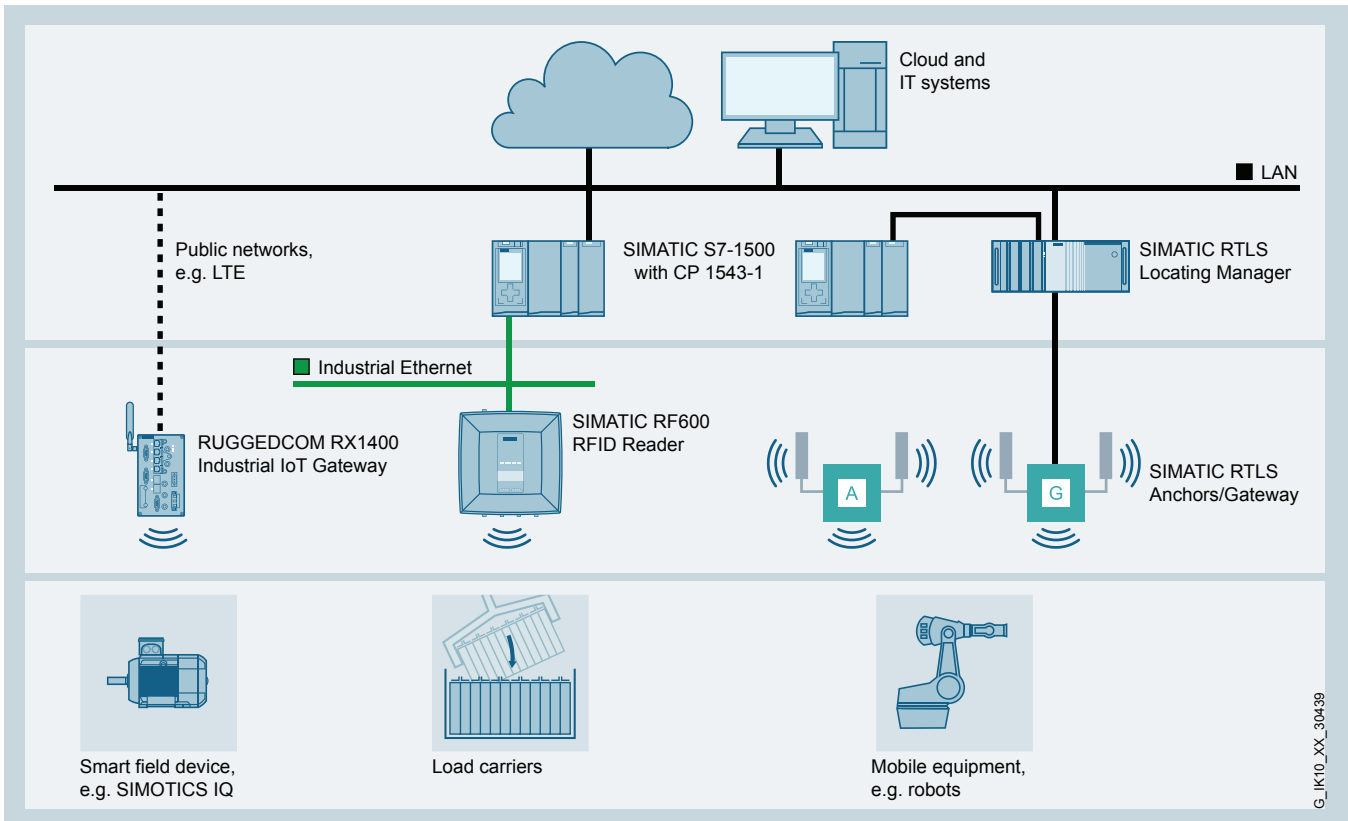 Cloud and
IT systems
LAN
Public networks,
e.g. LTE
SIMATIC S7-1500
with CP 1543-1
SIMATIC RTLS
Locating Manager
Industrial Ethernet
RUGGEDCOM RX1400
Industrial IoT Gateway
SIMATIC RF600
RFID Reader
A
G
SIMATIC RTLS
Anchors/Gateway
Smart field device,
e.g. SIMOTICS IQ
Load carriers
Mobile equipment,
e.g. robots
G_IK10_XX_30439